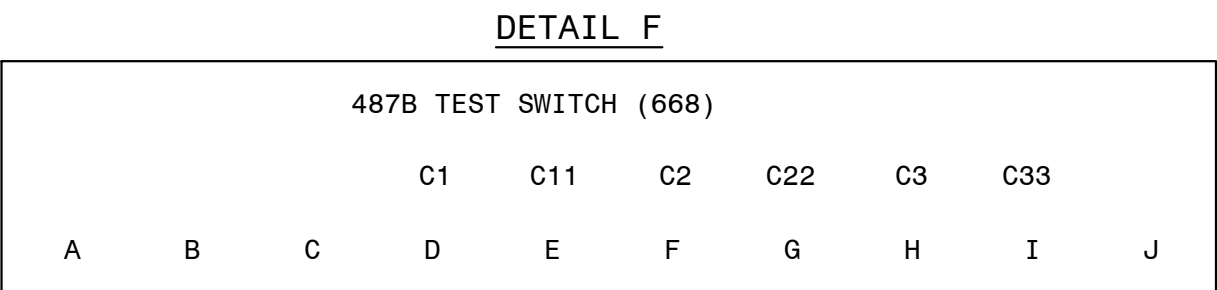 DETAIL F
487B TEST SWITCH (668)
C1 C11 C2 C22 C3 C33
A B C D E F G H I J